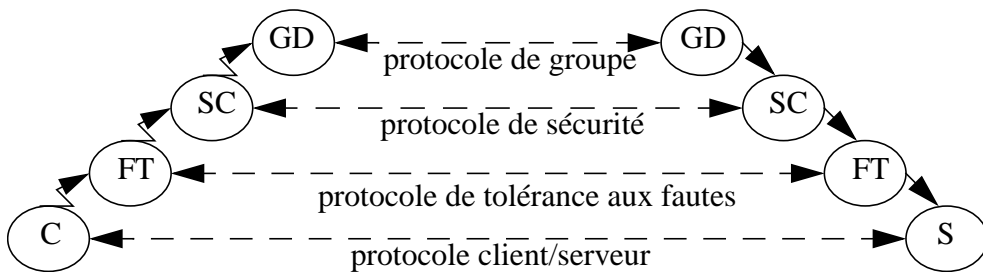 GD GD
protocole de groupe
SC SC
protocole de sécurité
FT FT
protocole de tolérance aux fautes
C S
protocole client/serveur